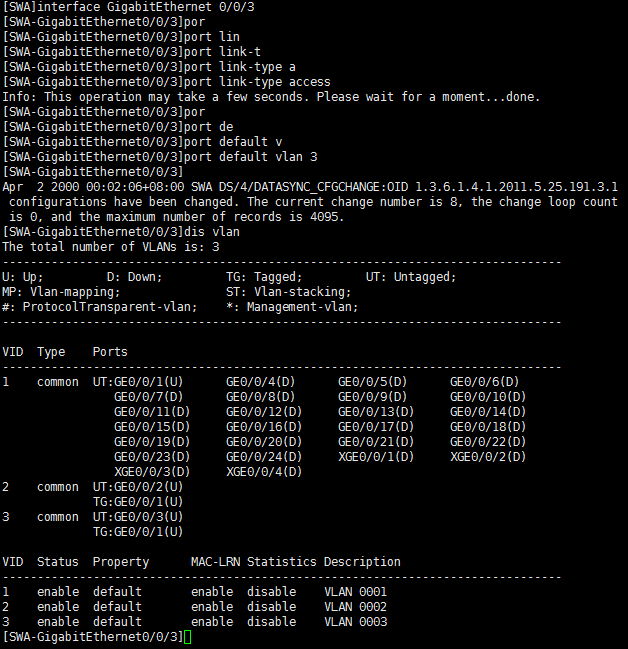 [SWA]interface GigabitEthernet 0/0/3
[SWA-GigabitEthernet0/0/3]por
[SWA-GigabitEthernet0/0/3]port lin
[SWA-GigabitEthernet0/0/3]port link-t
[SWA-GigabitEthernet0/0/3]port link-type a
[SWA-GigabitEthernet0/0/3]port link-type access
Info: This operation may take a few seconds. Please wait for a moment...done.
[SWA-GigabitEthernet0/0/3]por
[SWA-GigabitEthernet0/0/3]port de
[SWA-GigabitEthernet0/0/3]port default v
[SWA-GigabitEthernet0/0/3]port default vlan 3
[SWA-GigabitEthernet0/0/3]
Apr  2 2000 00:02:06+08:00 SWA DS/4/DATASYNC_CFGCHANGE:OID 1.3.6.1.4.1.2011.5.25.191.3.1
 configurations have been changed. The current change number is 8, the change loop count
 is 0, and the maximum number of records is 4095.
[SWA-GigabitEthernet0/0/3]dis vlan
The total number of VLANs is: 3
--------------------------------------------------------------------------------
U: Up;         D: Down;         TG: Tagged;         UT: Untagged;
MP: Vlan-mapping;               ST: Vlan-stacking;
#: ProtocolTransparent-vlan;    *: Management-vlan;
--------------------------------------------------------------------------------
VID  Type    Ports
--------------------------------------------------------------------------------
1    common  UT:GE0/0/1(U)      GE0/0/4(D)      GE0/0/5(D)      GE0/0/6(D)
                GE0/0/7(D)      GE0/0/8(D)      GE0/0/9(D)      GE0/0/10(D)
                GE0/0/11(D)     GE0/0/12(D)     GE0/0/13(D)     GE0/0/14(D)
                GE0/0/15(D)     GE0/0/16(D)     GE0/0/17(D)     GE0/0/18(D)
                GE0/0/19(D)     GE0/0/20(D)     GE0/0/21(D)     GE0/0/22(D)
                GE0/0/23(D)     GE0/0/24(D)     XGE0/0/1(D)     XGE0/0/2(D)
                XGE0/0/3(D)     XGE0/0/4(D)
2    common  UT:GE0/0/2(U)
             TG:GE0/0/1(U)
3    common  UT:GE0/0/3(U)
             TG:GE0/0/1(U)
VID  Status  Property      MAC-LRN Statistics Description
--------------------------------------------------------------------------------
1    enable  default       enable  disable    VLAN 0001
2    enable  default       enable  disable    VLAN 0002
3    enable  default       enable  disable    VLAN 0003
[SWA-GigabitEthernet0/0/3]